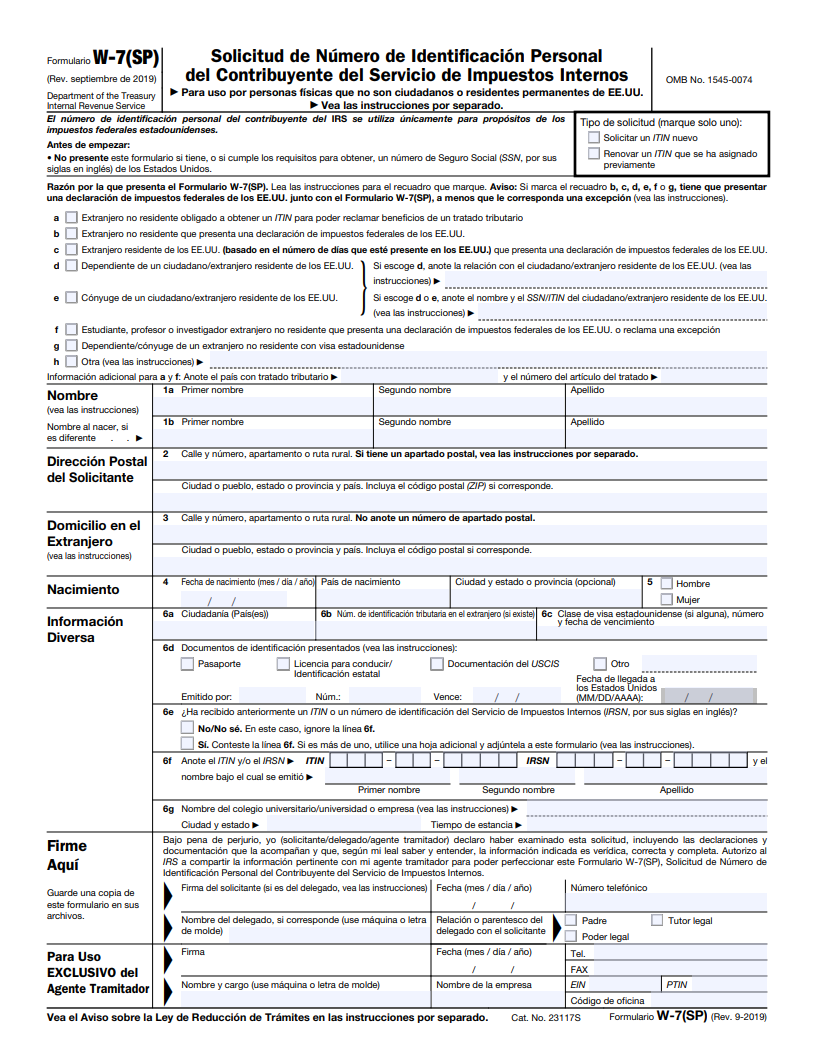 Formulario W-7(SP)
(Rev. septiembre de 2019)
Department of the Treasury
Internal Revenue Service
Solicitud de Número de Identificación Personal
del Contribuyente del Servicio de Impuestos Internos
▶ Para uso por personas físicas que no son ciudadanos o residentes permanentes de EE.UU.
▶ Vea las instrucciones por separado.
OMB No. 1545-0074
El número de identificación personal del contribuyente del IRS se utiliza únicamente para propósitos de los
impuestos federales estadounidenses.
Antes de empezar:
• No presente este formulario si tiene, o si cumple los requisitos para obtener, un número de Seguro Social (SSN, por sus
siglas en inglés) de los Estados Unidos.
Tipo de solicitud (marque solo uno):
Solicitar un ITIN nuevo
Renovar un ITIN que se ha asignado
previamente
Razón por la que presenta el Formulario W-7(SP). Lea las instrucciones para el recuadro que marque. Aviso: Si marca el recuadro b, c, d, e, f o g, tiene que presentar
una declaración de impuestos federales de los EE.UU. junto con el Formulario W-7(SP), a menos que le corresponda una excepción (vea las instrucciones).
a Extranjero no residente obligado a obtener un ITIN para poder reclamar beneficios de un tratado tributario
b Extranjero no residente que presenta una declaración de impuestos federales de los EE.UU.
c Extranjero residente de los EE.UU. (basado en el número de días que esté presente en los EE.UU.) que presenta una declaración de impuestos federales de los EE.UU.
d Dependiente de un ciudadano/extranjero residente de los EE.UU.
Si escoge d, anote la relación con el ciudadano/extranjero residente de los EE.UU. (vea las
instrucciones) ▶
e Cónyuge de un ciudadano/extranjero residente de los EE.UU.
Si escoge d o e, anote el nombre y el SSN/ITIN del ciudadano/extranjero residente de los EE.UU.
(vea las instrucciones) ▶
f Estudiante, profesor o investigador extranjero no residente que presenta una declaración de impuestos federales de los EE.UU. o reclama una excepción
g Dependiente/cónyuge de un extranjero no residente con visa estadounidense
h Otra (vea las instrucciones) ▶
Información adicional para a y f: Anote el país con tratado tributario ▶ y el número del artículo del tratado ▶
Nombre
(vea las instrucciones)
1a Primer nombre Segundo nombre Apellido
Nombre al nacer, si
es diferente . . ▶
1b Primer nombre Segundo nombre Apellido
Dirección Postal
del Solicitante
2 Calle y número, apartamento o ruta rural. Si tiene un apartado postal, vea las instrucciones por separado.
Ciudad o pueblo, estado o provincia y país. Incluya el código postal (ZIP) si corresponde.
Domicilio en el
Extranjero
(vea las instrucciones)
3 Calle y número, apartamento o ruta rural. No anote un número de apartado postal.
Ciudad o pueblo, estado o provincia y país. Incluya el código postal si corresponde.
Nacimiento
4 Fecha de nacimiento (mes / día / año) País de nacimiento Ciudad y estado o provincia (opcional) 5 Hombre
/ / Mujer
Información
Diversa
6a Ciudadanía (País(es)) 6b Núm. de identificación tributaria en el extranjero (si existe) 6c Clase de visa estadounidense (si alguna), número
y fecha de vencimiento
6d Documentos de identificación presentados (vea las instrucciones):
Pasaporte Licencia para conducir/ Documentación del USCIS Otro
Identificación estatal
Fecha de llegada a
los Estados Unidos
(MM/DD/AAAA): / /
Emitido por: Núm.: Vence: / /
6e ¿Ha recibido anteriormente un ITIN o un número de identificación del Servicio de Impuestos Internos (IRSN, por sus siglas en inglés)?
No/No sé. En este caso, ignore la línea 6f.
Sí. Conteste la línea 6f. Si es más de uno, utilice una hoja adicional y adjúntela a este formulario (vea las instrucciones).
6f Anote el ITIN y/o el IRSN ▶ ITIN – – IRSN – – y el
nombre bajo el cual se emitió ▶
Primer nombre Segundo nombre Apellido
6g Nombre del colegio universitario/universidad o empresa (vea las instrucciones) ▶
Ciudad y estado ▶ Tiempo de estancia ▶
Firme
Aquí
Guarde una copia de
este formulario en sus
archivos.
Bajo pena de perjurio, yo (solicitante/delegado/agente tramitador) declaro haber examinado esta solicitud, incluyendo las declaraciones y
documentación que la acompañan y que, según mi leal saber y entender, la información indicada es verídica, correcta y completa. Autorizo al
IRS a compartir la información pertinente con mi agente tramitador para poder perfeccionar este Formulario W-7(SP), Solicitud de Número de
Identificación Personal del Contribuyente del Servicio de Impuestos Internos.
Firma del solicitante (si es del delegado, vea las instrucciones) Fecha (mes / día / año) Número telefónico
/ /
Nombre del delegado, si corresponde (use máquina o letra
de molde)
Relación o parentesco del
delegado con el solicitante
Padre Tutor legal
Poder legal
Para Uso
EXCLUSIVO del
Agente Tramitador
Firma Fecha (mes / día / año) Tel.
/ / FAX
Nombre y cargo (use máquina o letra de molde) Nombre de la empresa EIN PTIN
Código de oficina
Vea el Aviso sobre la Ley de Reducción de Trámites en las instrucciones por separado. Cat. No. 23117S Formulario W-7(SP) (Rev. 9-2019)